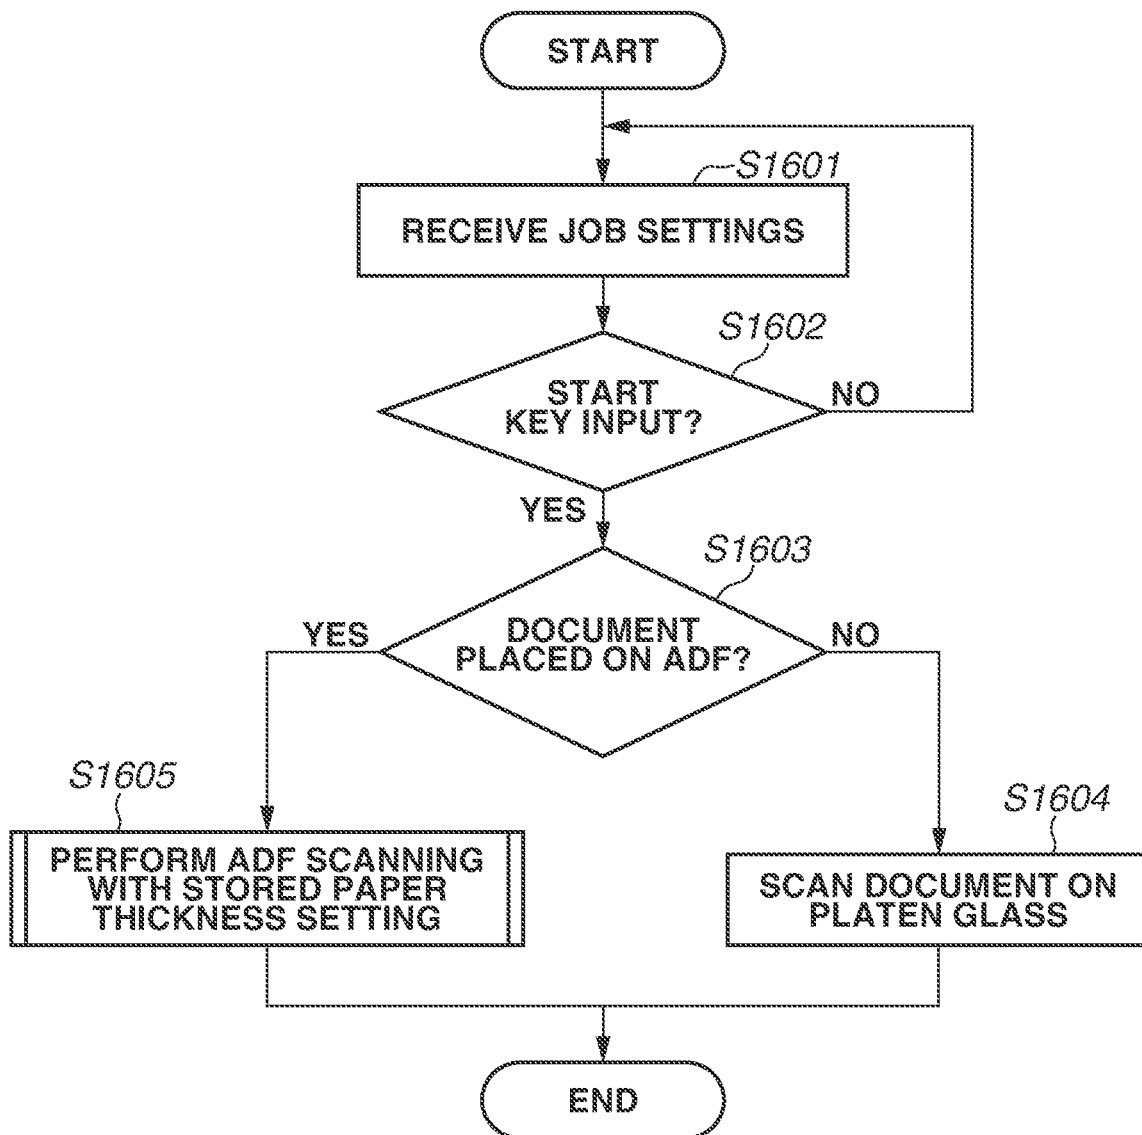 START
S1601
RECEIVE JOB SETTINGS
S1602
START
KEY INPUT?
NO
YES
S1603
DOCUMENT
PLACED ON ADF?
YES
NO
S1605
PERFORM ADF SCANNING
WITH STORED PAPER
THICKNESS SETTING
S1604
SCAN DOCUMENT ON
PLATEN GLASS
END